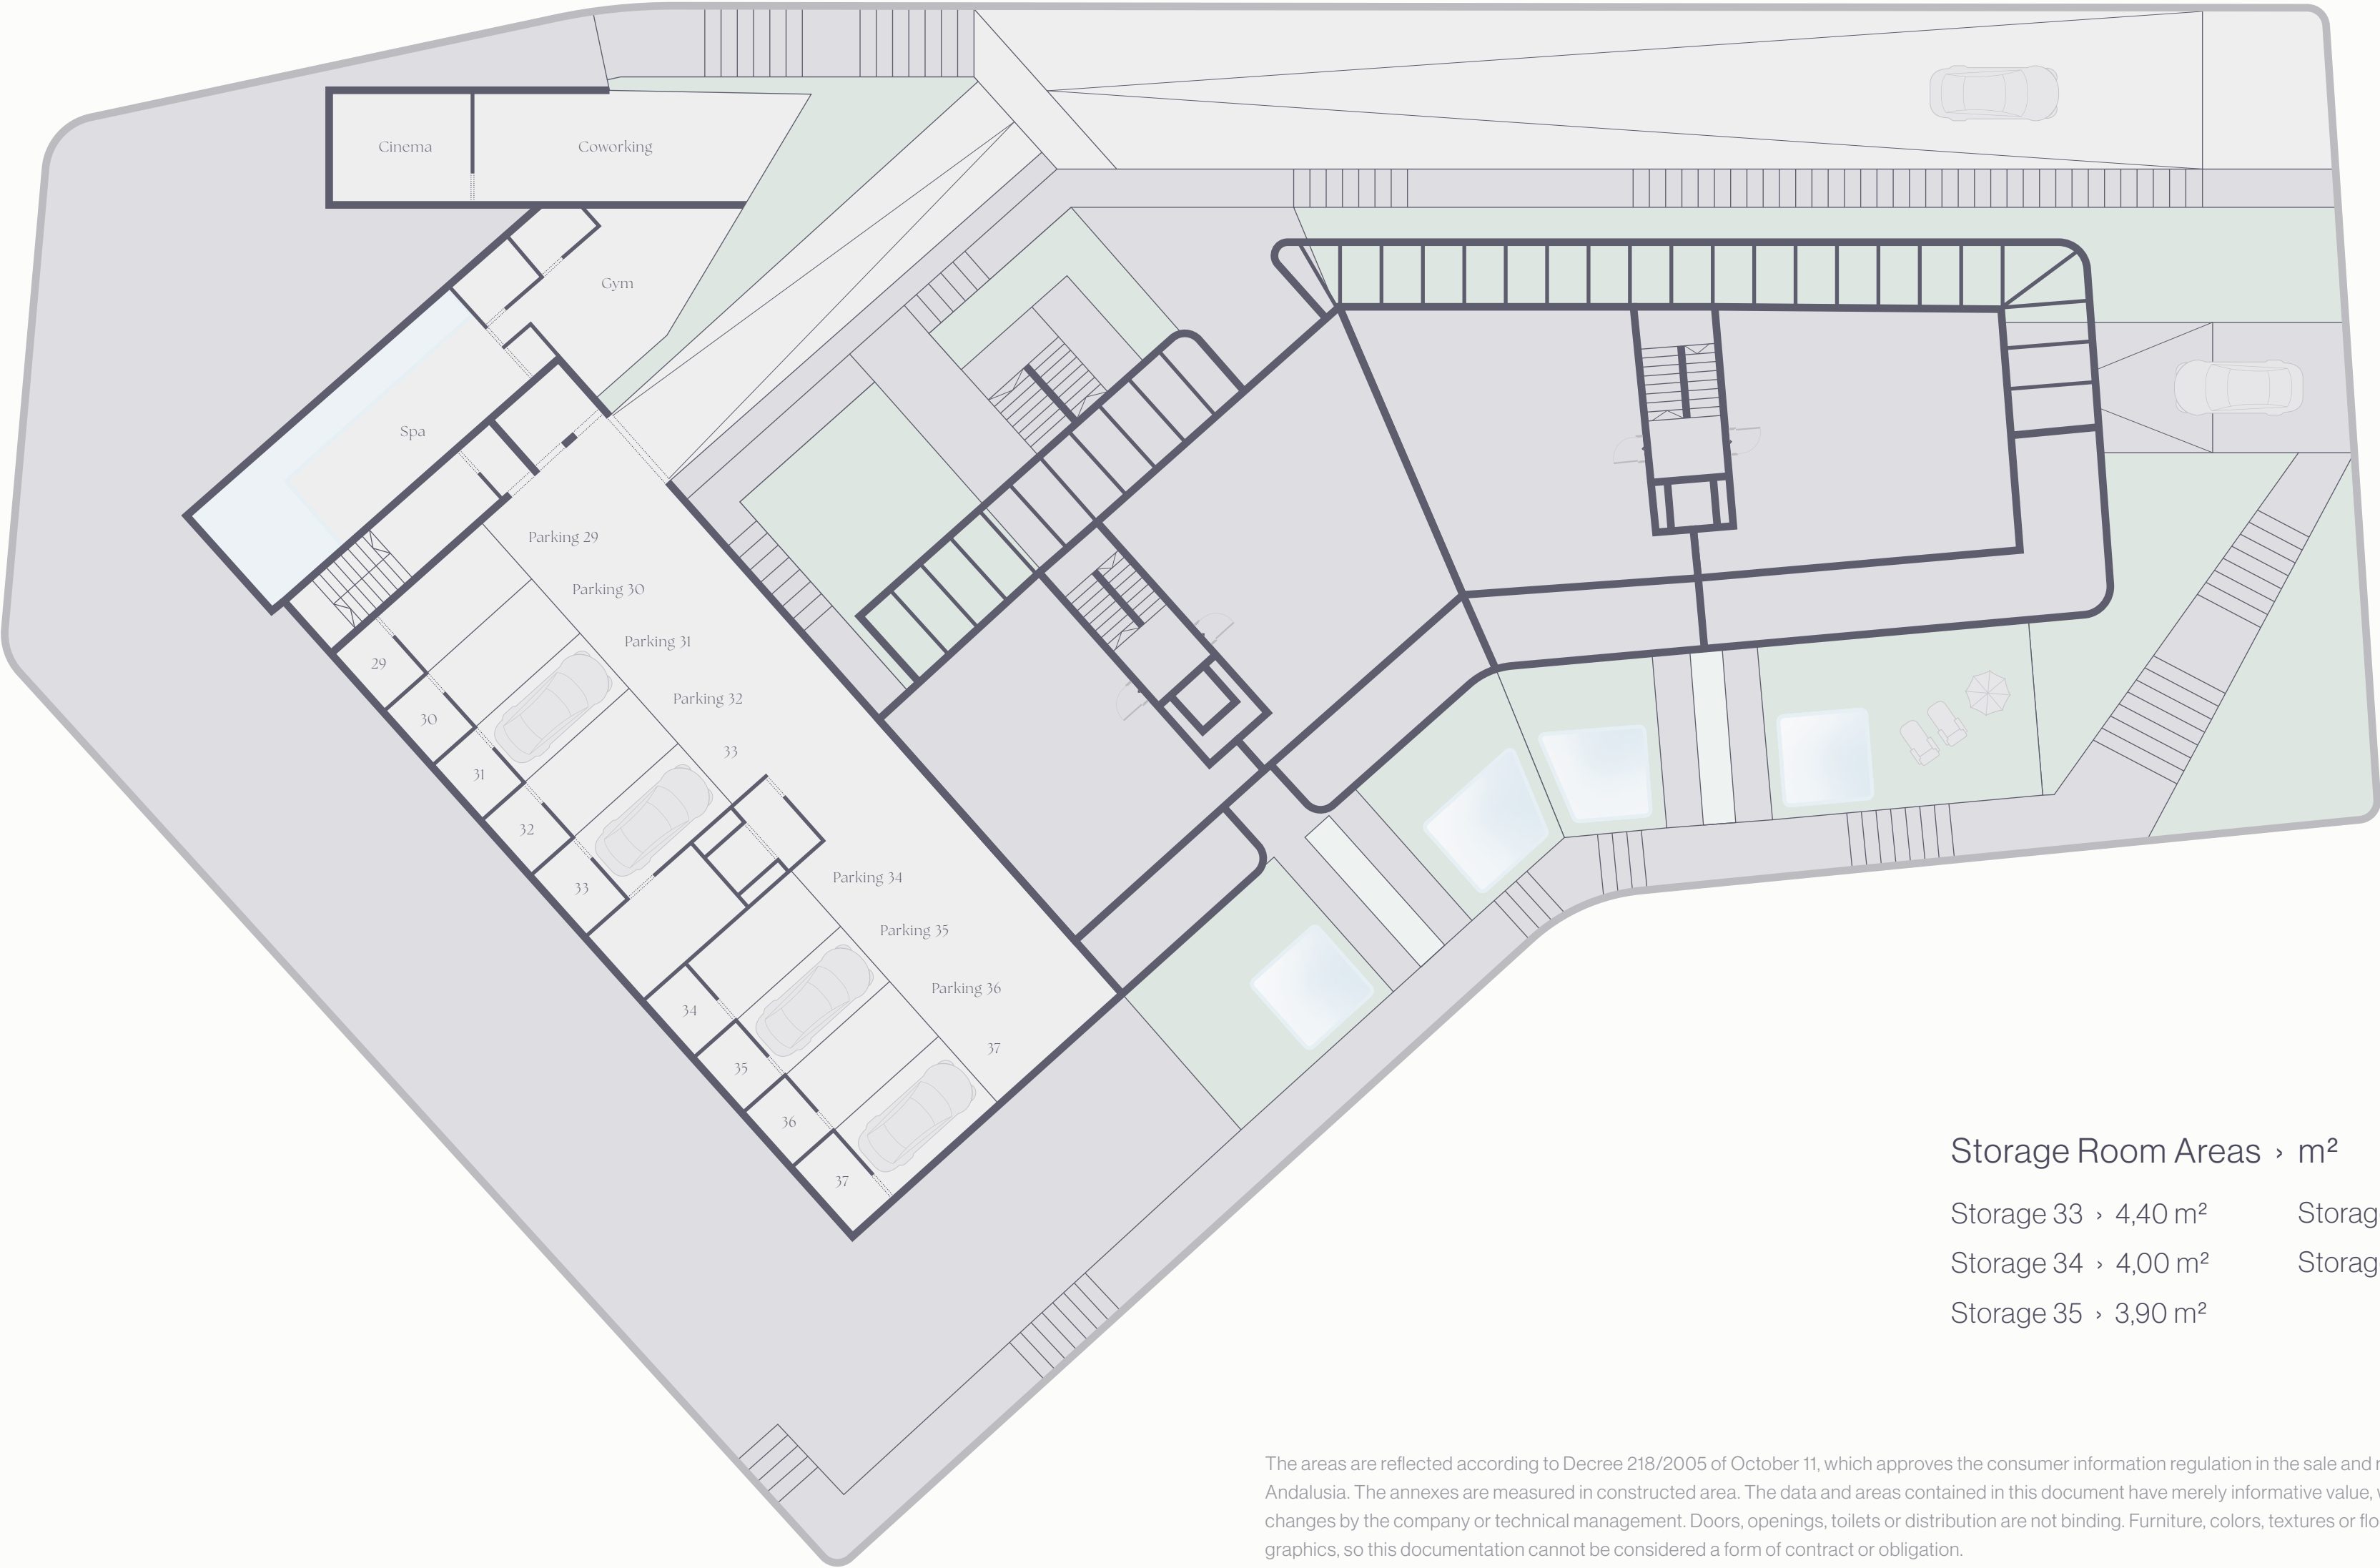 Cinema
Coworking
Gym
Spa
Parking 29
Parking 30
Parking 31
Parking 32
33
29
30
31
32
33
Parking 34
Parking 35
Parking 36
37
34
35
36
37
Storage Room Areas › m²
Storage 33 › 4,40 m²
Storage 34 › 4,00 m²
Storage 35 › 3,90 m²
Storag
Storag
The areas are reflected according to Decree 218/2005 of October 11, which approves the consumer information regulation in the sale and
Andalusia. The annexes are measured in constructed area. The data and areas contained in this document have merely informative value,
changes by the company or technical management. Doors, openings, toilets or distribution are not binding. Furniture, colors, textures or flo
graphics, so this documentation cannot be considered a form of contract or obligation.